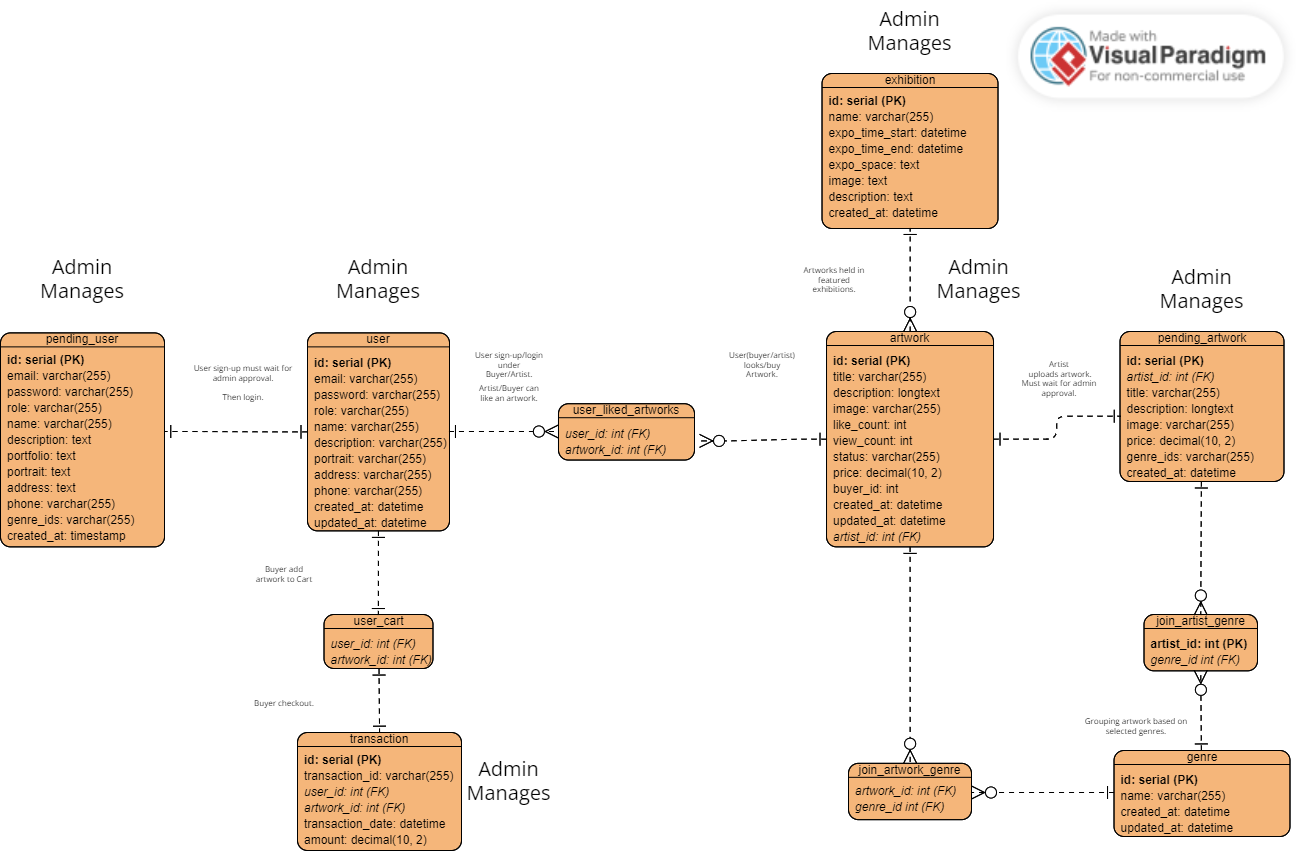 Admin
Manages
Made with
Visual Paradigm
For non-commercial use
exhibition
id: serial (PK)
name: varchar(255)
expo_time_start: datetime
expo_time_end: datetime
expo_space: text
image: text
description: text
created_at: datetime
Artworks held in
featured
exhibitions.
Admin
Manages
Admin
Manages
Admin
Manages
Admin
Manages
pending_user
id: serial (PK)
email: varchar(255)
password: varchar(255)
role: varchar(255)
name: varchar(255)
description: text
portfolio: text
portrait: text
address: text
phone: varchar(255)
genre_ids: varchar(255)
created_at: timestamp
User sign-up must wait for
admin approval.
Then login.
user
id: serial (PK)
email: varchar(255)
password: varchar(255)
role: varchar(255)
name: varchar(255)
description: varchar(255)
portrait: varchar(255)
address: varchar(255)
phone: varchar(255)
created_at: datetime
updated_at: datetime
User sign-up/login
under
Buyer/Artist.
Artist/Buyer can
like an artwork.
user_liked_artworks
user_id: int (FK)
artwork_id: int (FK)
User(buyer/artist)
looks/buy
Artwork.
artwork
id: serial (PK)
title: varchar(255)
description: longtext
image: varchar(255)
like_count: int
view_count: int
status: varchar(255)
price: decimal(10, 2)
buyer_id: int
created_at: datetime
updated_at: datetime
artist_id: int (FK)
Artist
uploads artwork.
Must wait for admin
approval.
pending_artwork
id: serial (PK)
artist_id: int (FK)
title: varchar(255)
description: longtext
image: varchar(255)
price: decimal(10, 2)
genre_ids: varchar(255)
created_at: datetime
Buyer add
artwork to Cart
user_cart
user_id: int (FK)
artwork_id: int (FK)
Buyer checkout.
transaction
id: serial (PK)
transaction_id: varchar(255)
user_id: int (FK)
artwork_id: int (FK)
transaction_date: datetime
amount: decimal(10, 2)
Admin
Manages
join_artist_genre
artist_id: int (PK)
genre_id int (FK)
Grouping artwork based on
selected genres.
join_artwork_genre
artwork_id: int (FK)
genre_id int (FK)
genre
id: serial (PK)
name: varchar(255)
created_at: datetime
updated_at: datetime